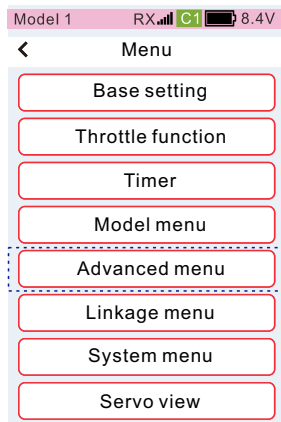 Model 1 RX C1 8.4V
Menu
Base setting
Throttle function
Timer
Model menu
Advanced menu
Linkage menu
System menu
Servo view